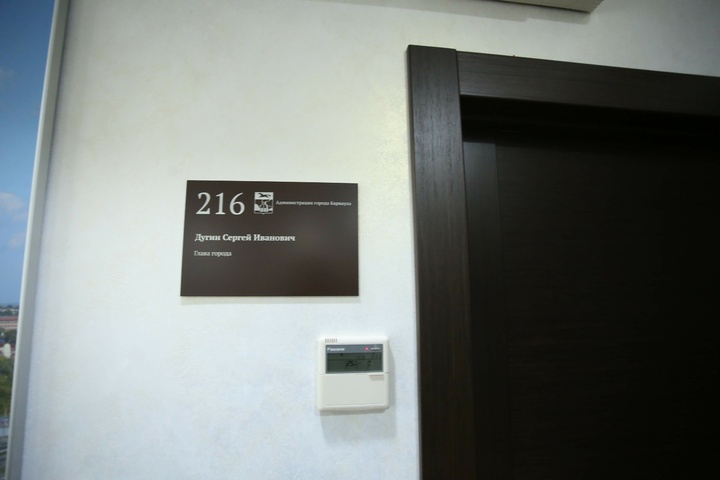 216
Администрация города Барнаула
Дугин Сергей Иванович
Глава города